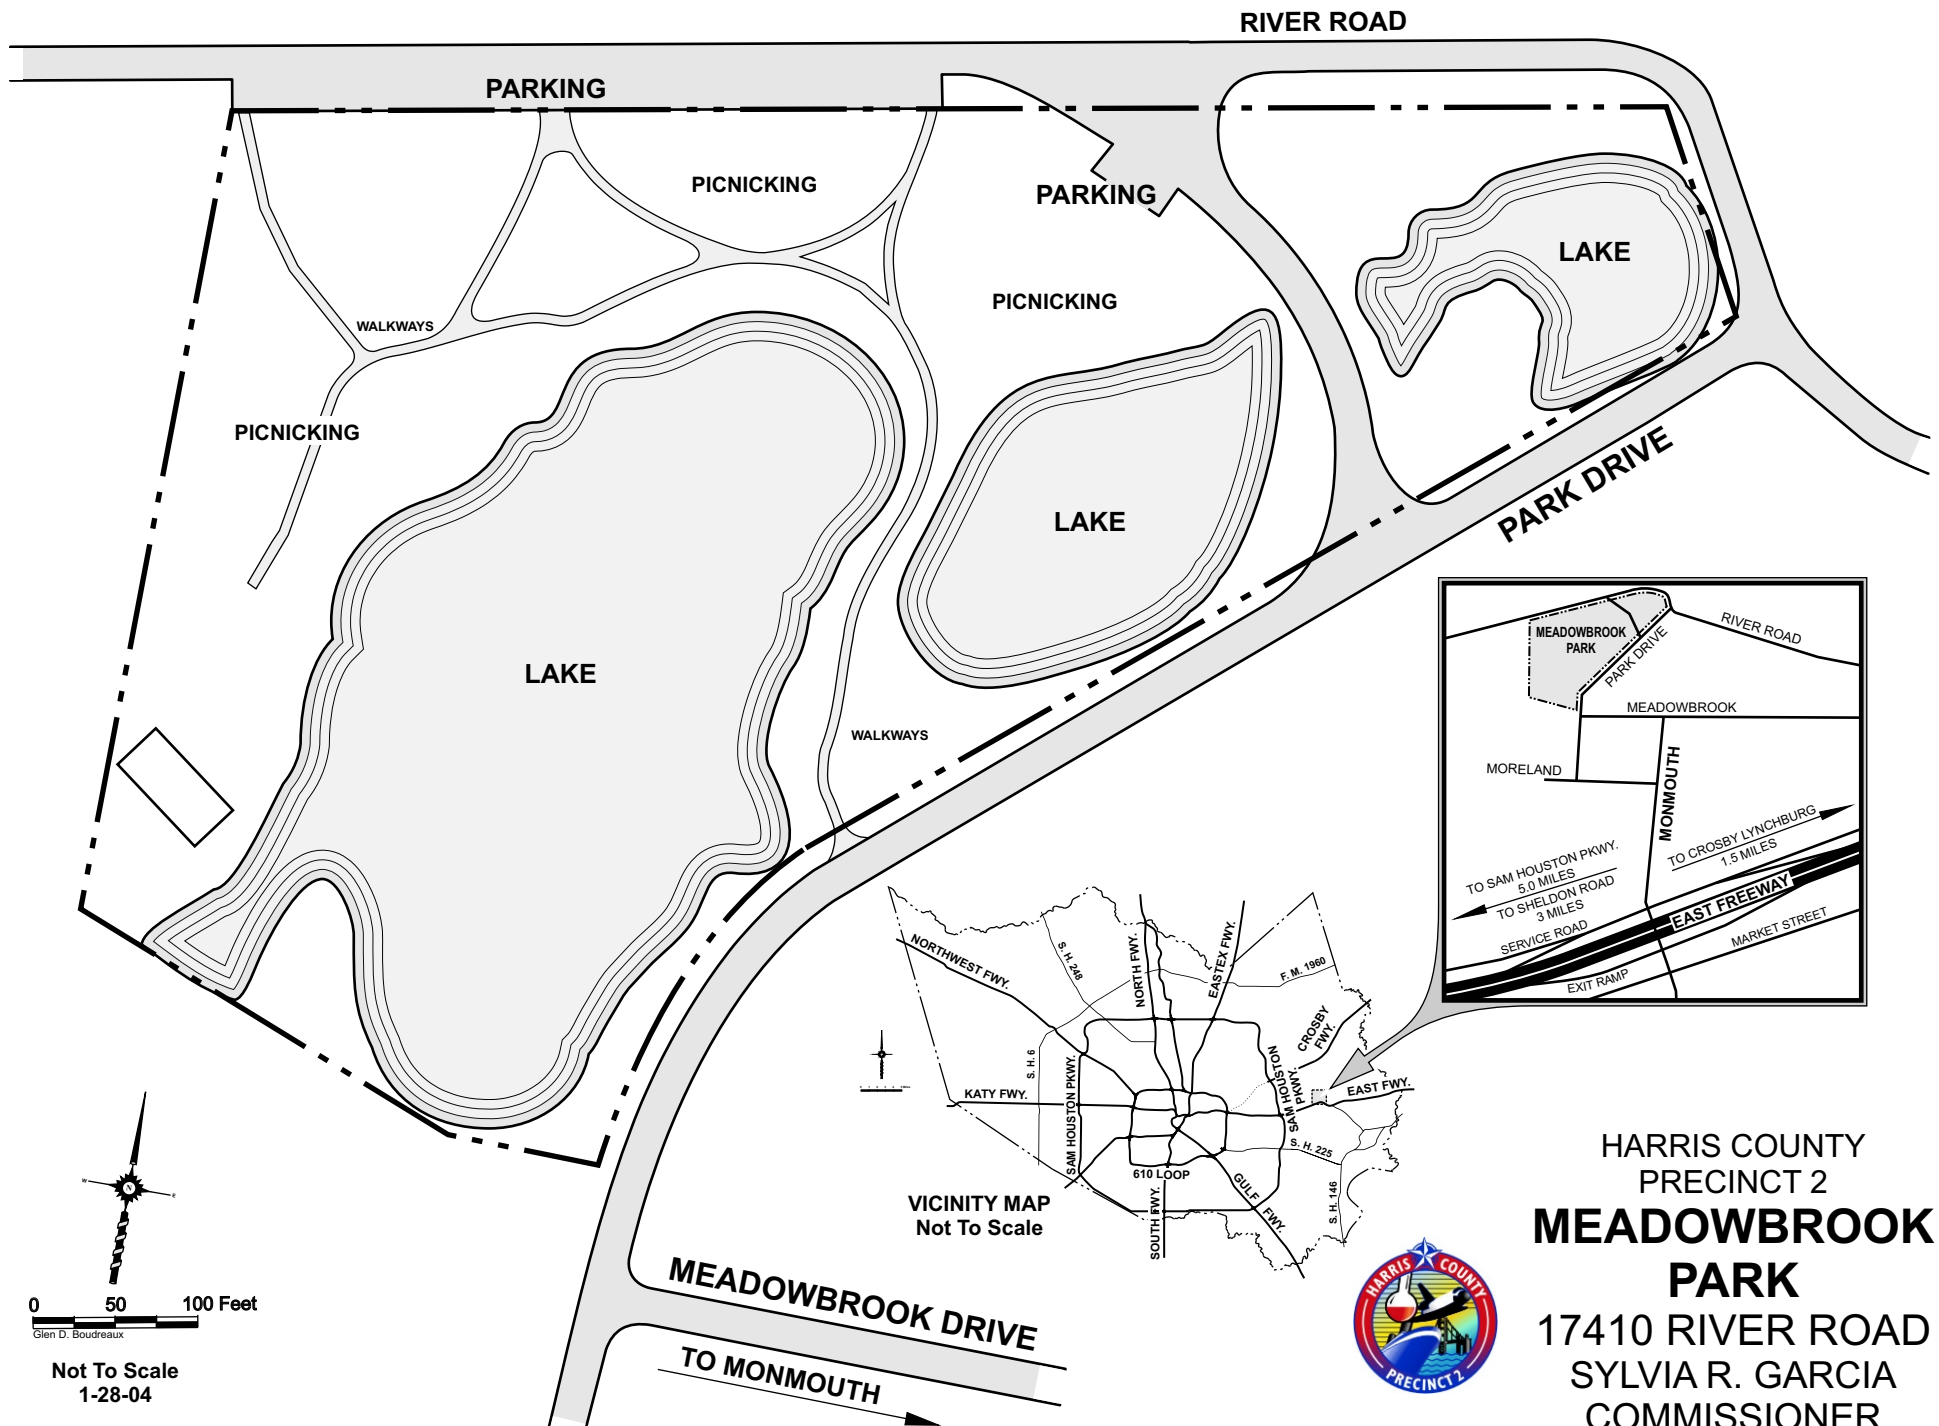 RIVER ROAD
PARKING
PICNICKING
PARKING
LAKE
PICNICKING
WALKWAYS
PICNICKING
LAKE
PARK DRIVE
LAKE
WALKWAYS
MEADOWBROOK
PARK
RIVER ROAD
PARK DRIVE
MEADOWBROOK
MORELAND
MONMOUTH
TO CROSBY LYNCHBURG
1.5 MILES
TO SAM HOUSTON PKWY.
5.0 MILES
TO SHELDON ROAD
3 MILES
EAST FREEWAY
SERVICE ROAD
MARKET STREET
EXIT RAMP
NORTHWEST FWY.
S. H. 248
NORTH FWY.
EASTEX FWY.
F. M. 1960
CROSBY
FWY.
S. H. 6
SAM HOUSTON PKWY.
SAM HOUSTON
PKWY.
KATY FWY.
EAST FWY.
S. H. 225
610 LOOP
GULF FWY.
S. H. 146
SOUTH FWY.
VICINITY MAP
Not To Scale
W
N
E
0 50 100 Feet
Glen D. Boudreaux
Not To Scale
1-28-04
MEADOWBROOK DRIVE
TO MONMOUTH
HARRIS COUNTY
PRECINCT 2
HARRIS COUNTY
PRECINCT 2
MEADOWBROOK
PARK
17410 RIVER ROAD
SYLVIA R. GARCIA
COMMISSIONER